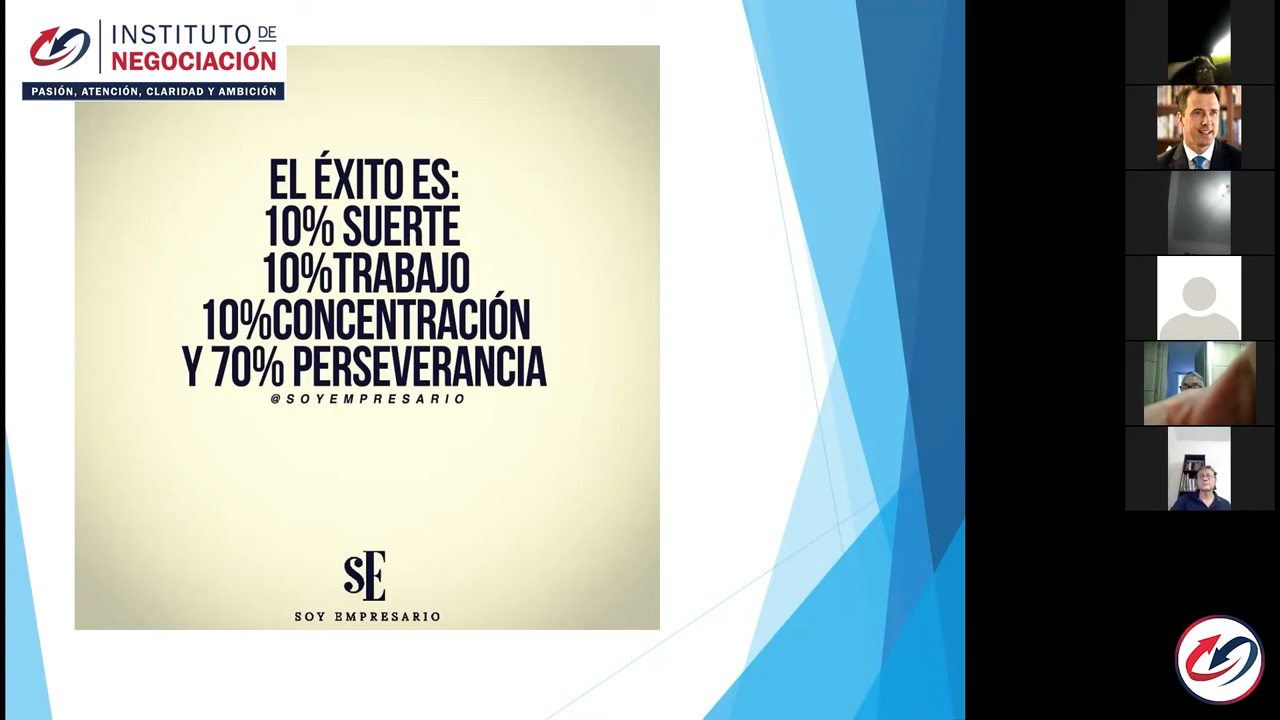 INSTITUTO DE
NEGOCIACIÓN
PASIÓN, ATENCIÓN, CLARIDAD Y AMBICIÓN
EL ÉXITO ES:
10% SUERTE
10%TRABAJO
10%CONCENTRACIÓN
Y 70% PERSEVERANCIA
@SOYEMPRESARIO
SE
SOY EMPRESARIO